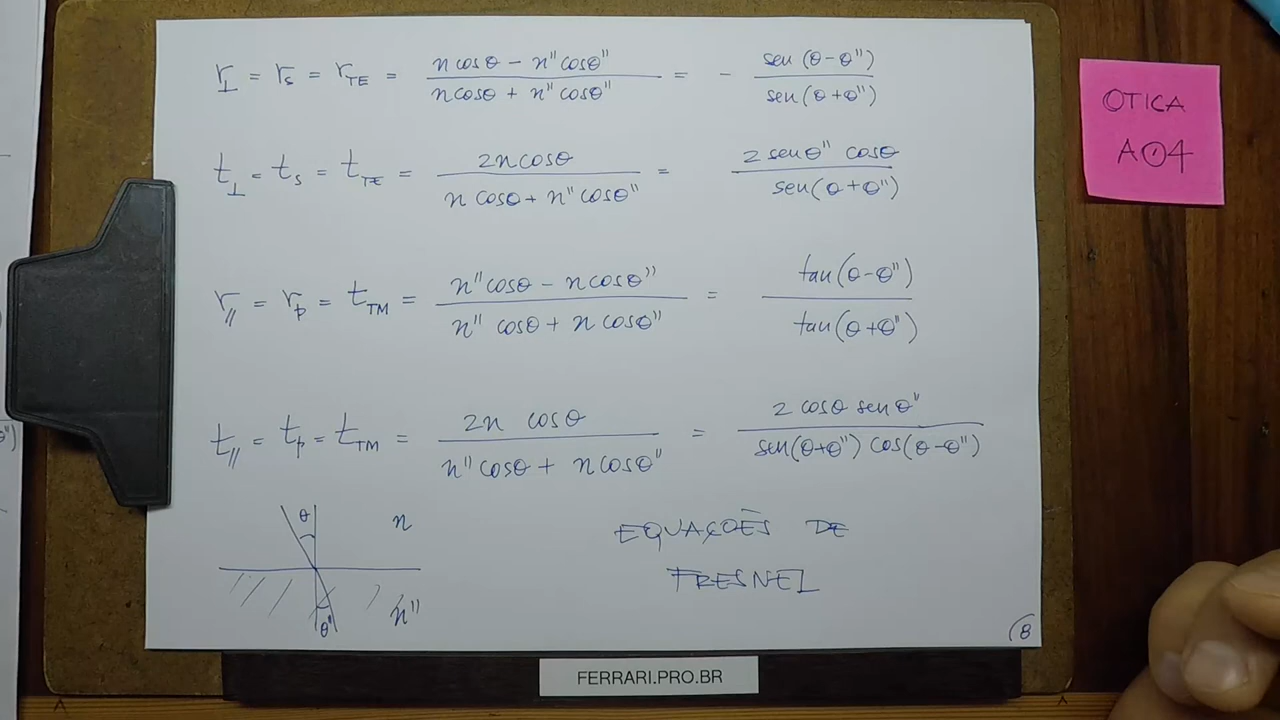 r⊥ = rs = rTE = (n cosθ − n'' cosθ'') / (n cosθ + n'' cosθ'') = − sen(θ−θ'') / sen(θ+θ'')
t⊥ = ts = tTE = 2n cosθ / (n cosθ + n'' cosθ'') = 2 senθ'' cosθ / sen(θ+θ'')
r// = rp = tTM = (n'' cosθ − n cosθ'') / (n'' cosθ + n cosθ'') = tan(θ−θ'') / tan(θ+θ'')
t// = tp = tTM = 2n cosθ / (n'' cosθ + n cosθ'') = 2 cosθ senθ'' / sen(θ+θ'') cos(θ−θ'')
θ
n
θ''
n''
EQUAÇÕES DE
FRESNEL
8
OTICA
A04
FERRARI.PRO.BR
θ'')